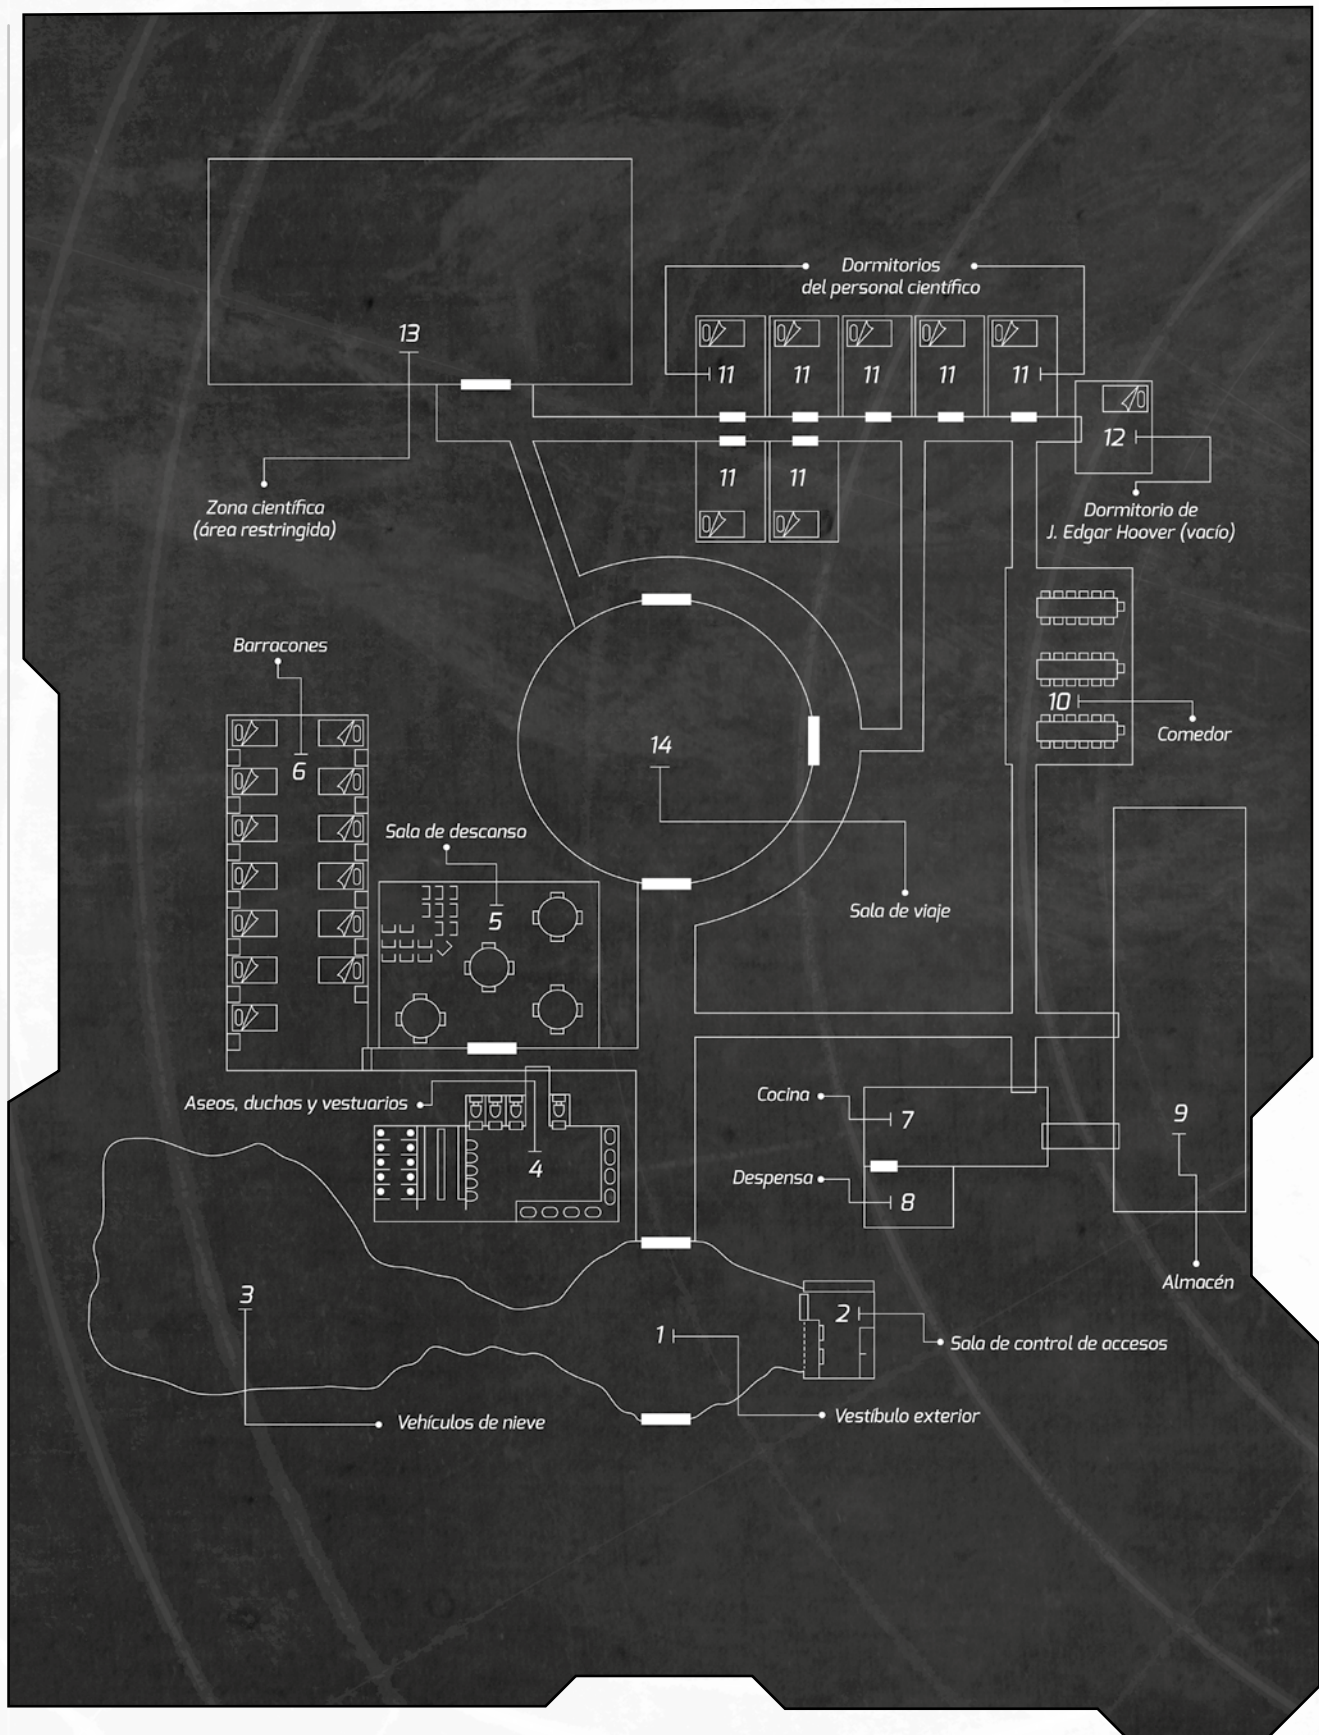 Dormitorios
del personal científico
13
11
11
11
11
11
12
11
11
Zona científica
(área restringida)
Dormitorio de
J. Edgar Hoover (vacío)
Barracones
6
14
10
Comedor
Sala de descanso
5
Sala de viaje
Aseos, duchas y vestuarios
4
Cocina
7
9
Despensa
8
Almacén
3
1
2
Sala de control de accesos
Vehículos de nieve
Vestíbulo exterior